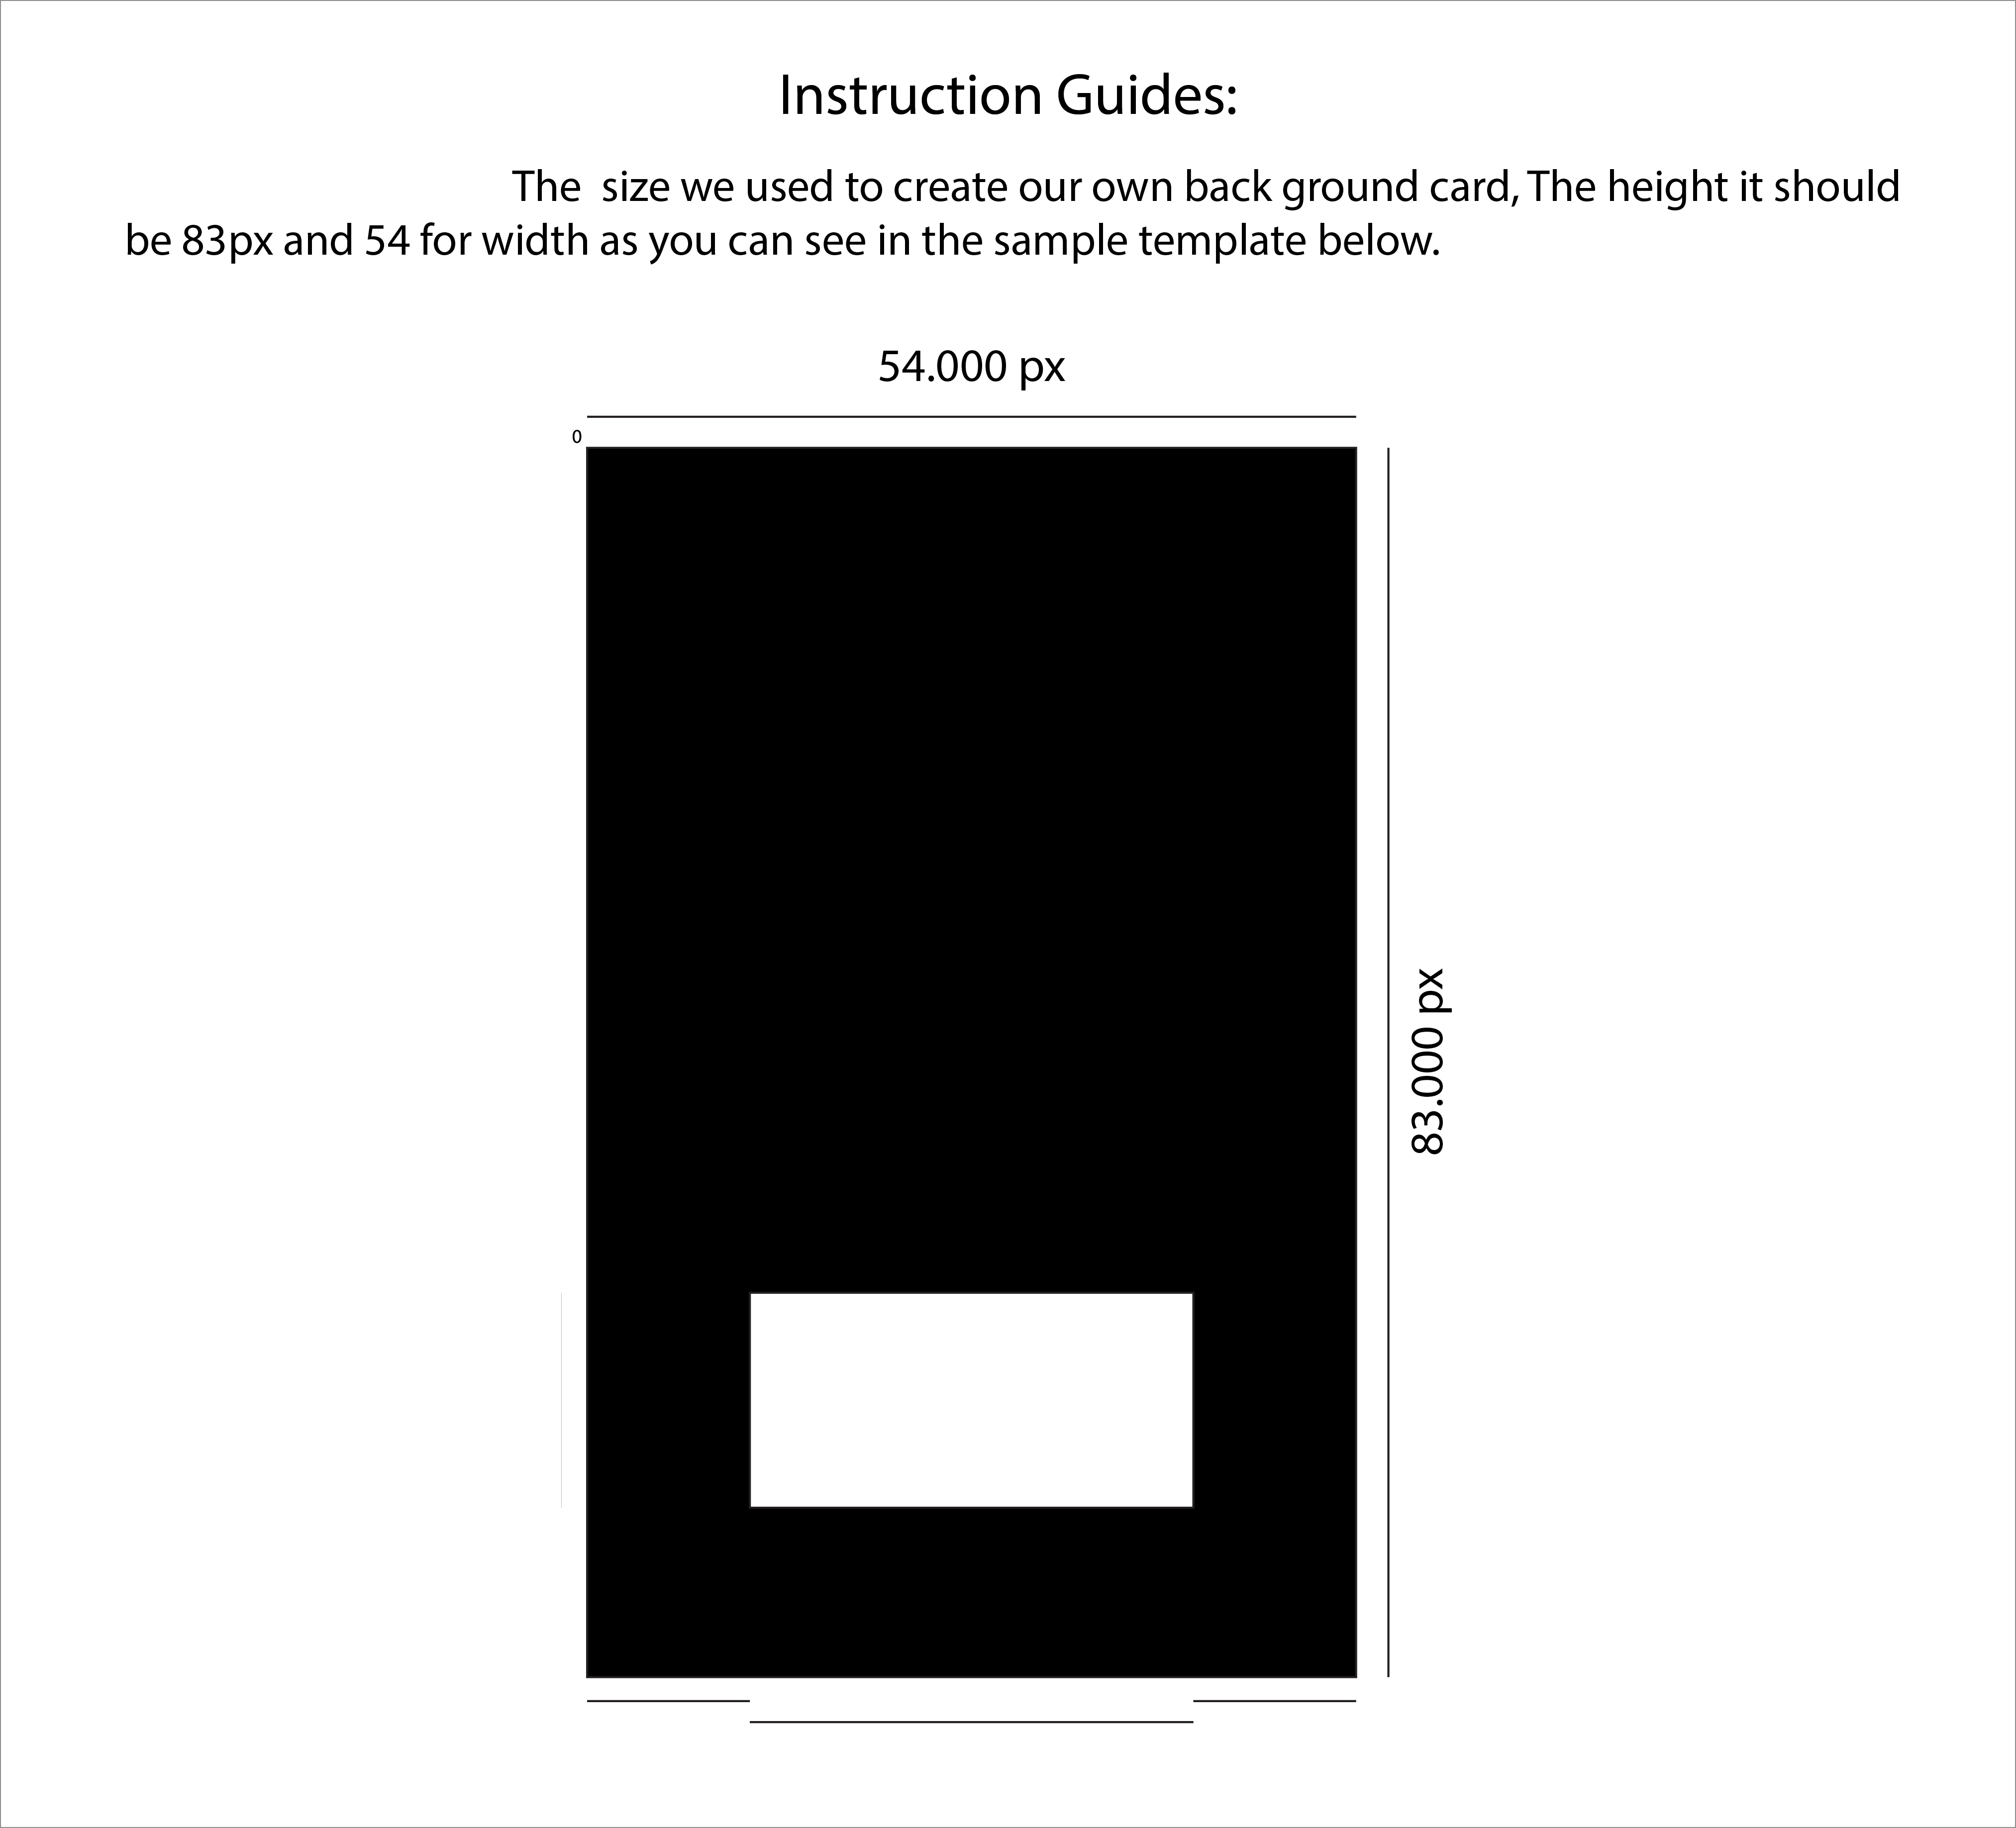 Instruction Guides:
The  size we used to create our own back ground card, The height it should
be 83px and 54 for width as you can see in the sample template below.
54.000 px
0
83.000 px